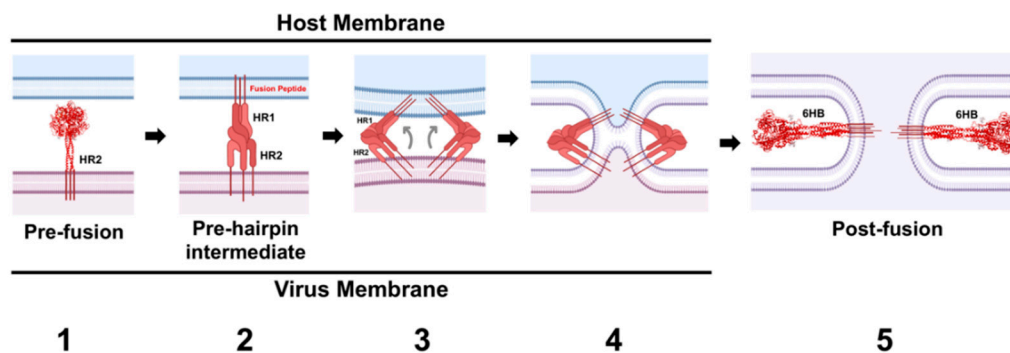 Host Membrane
Fusion Peptide
HR1
HR2
HR2
HR1
HR2
6HB
6HB
Pre-fusion
Pre-hairpin
intermediate
Post-fusion
Virus Membrane
1 2 3 4 5